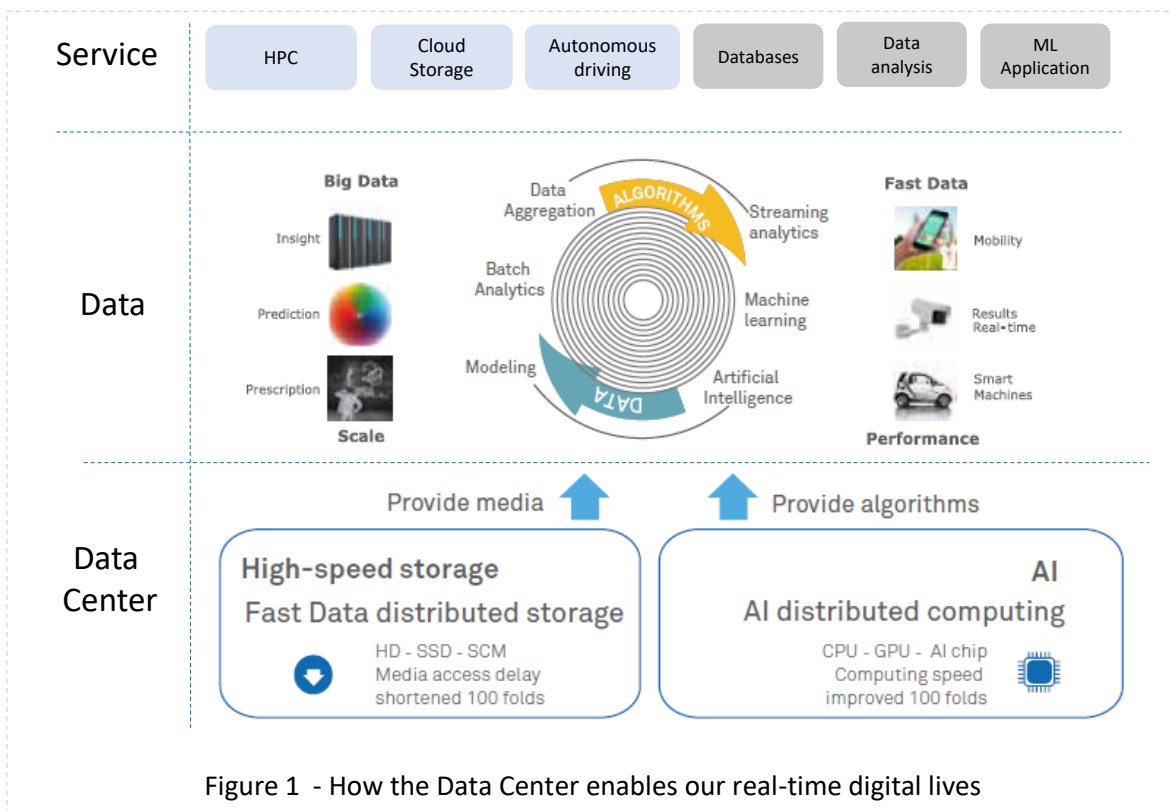 Service
HPC
Cloud
Storage
Autonomous
driving
Databases
Data
analysis
ML
Application
Data
Big Data
Insight
Prediction
Prescription
Scale
Data
Aggregation
Batch
Analytics
Modeling
ALGORITHMS
DATA
Streaming
analytics
Machine
learning
Artificial
Intelligence
Fast Data
Mobility
Results
Real-time
Smart
Machines
Performance
Data
Center
Provide media
Provide algorithms
High-speed storage
Fast Data distributed storage
HD - SSD - SCM
Media access delay
shortened 100 folds
AI
AI distributed computing
CPU - GPU - AI chip
Computing speed
improved 100 folds
Figure 1 - How the Data Center enables our real-time digital lives